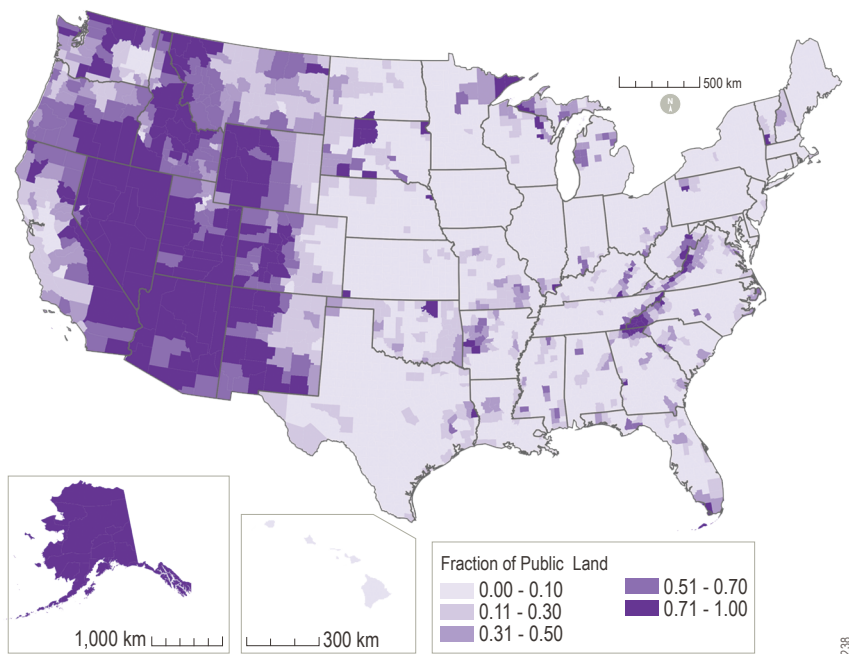 500 km
N
1,000 km
300 km
Fraction of Public Land
0.00 - 0.10
0.11 - 0.30
0.31 - 0.50
0.51 - 0.70
0.71 - 1.00